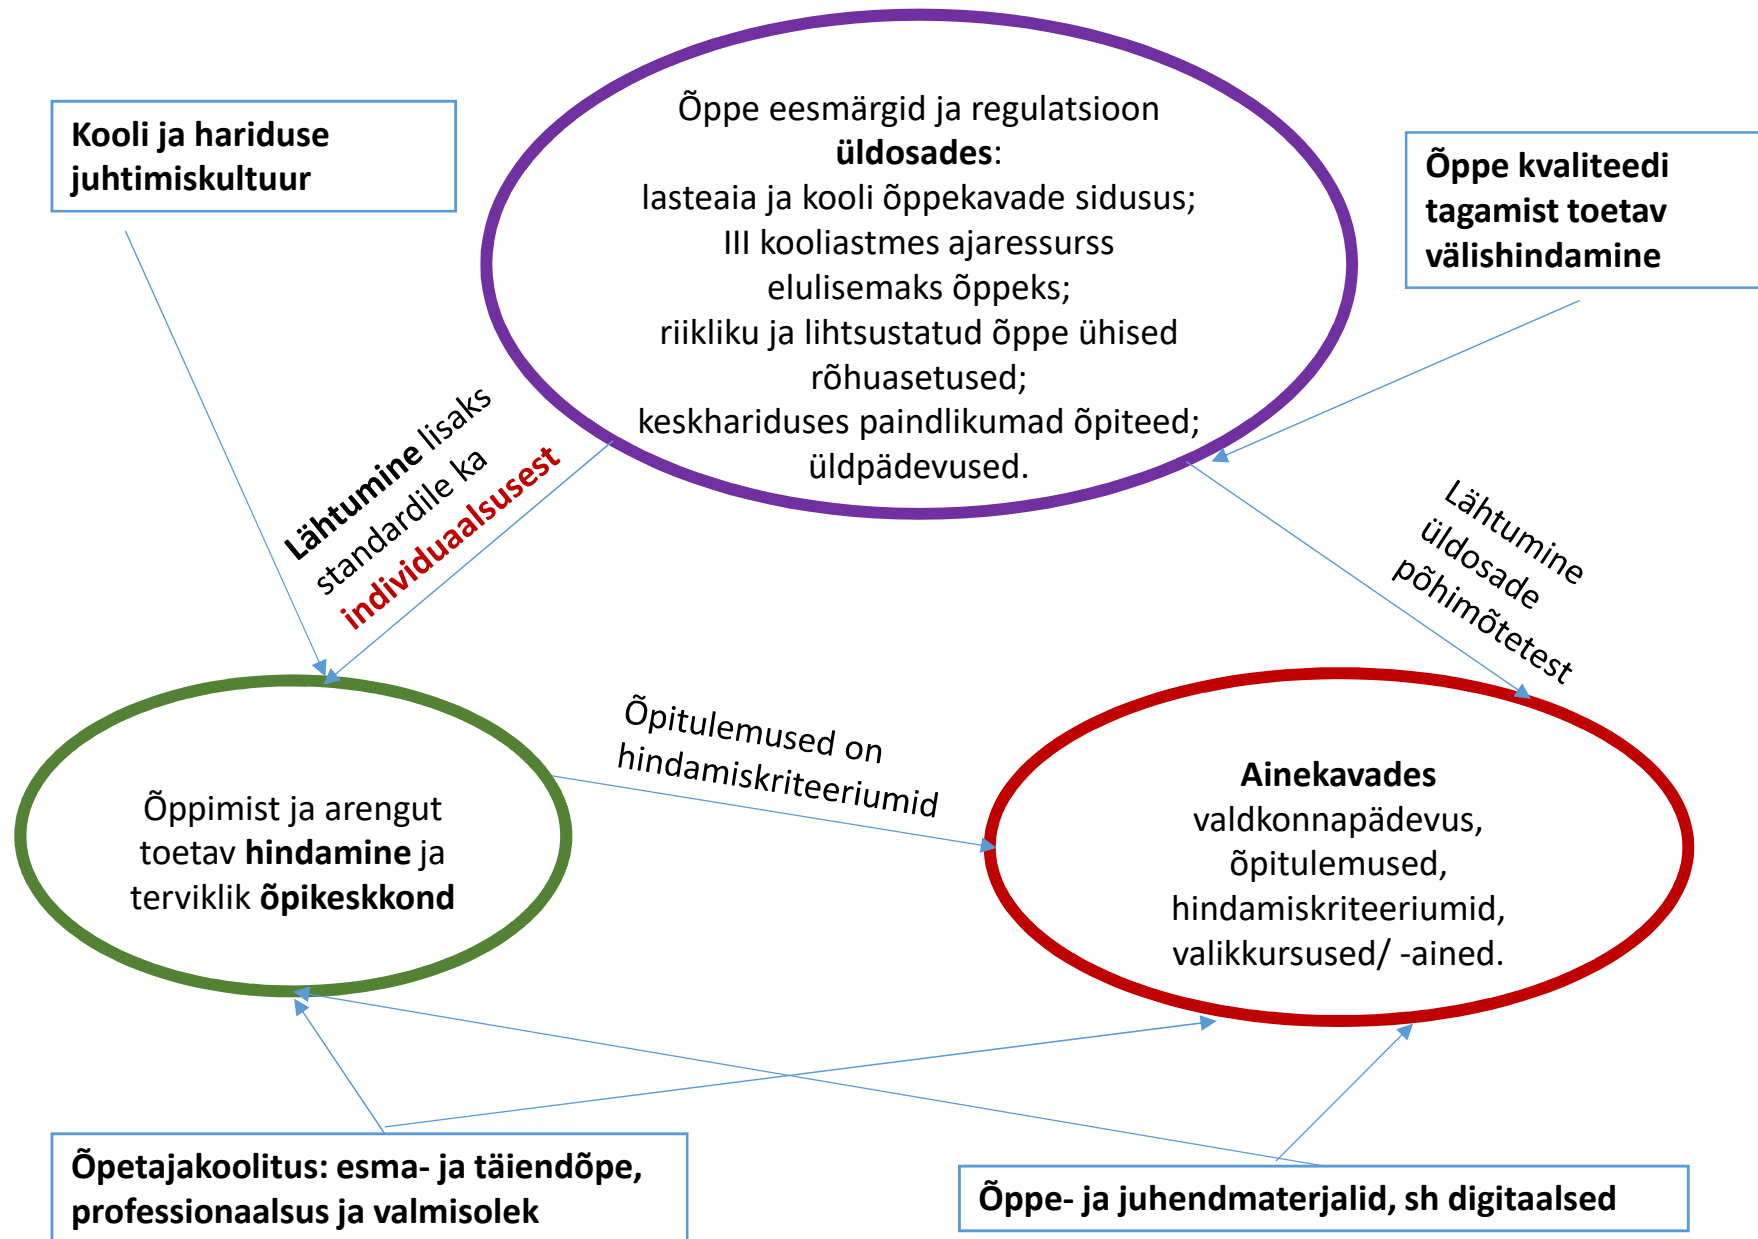 Kooli ja hariduse
juhtimiskultuur
Õppe eesmärgid ja regulatsioon
üldosades:
lasteaia ja kooli õppekavade sidusus;
III kooliastmes ajaressurss
elulisemaks õppeks;
riikliku ja lihtsustatud õppe ühised
rõhuasetused;
keskhariduses paindlikumad õpiteed;
üldpädevused.
Õppe kvaliteedi
tagamist toetav
välishindamine
Lähtumine lisaks
standardile ka
individuaalsusest
Lähtumine
üldosade
põhimõtetest
Õpitulemused on
hindamiskriteeriumid
Õppimist ja arengut
toetav hindamine ja
terviklik õpikeskkond
Ainekavades
valdkonnapädevus,
õpitulemused,
hindamiskriteeriumid,
valikkursused/ -ained.
Õpetajakoolitus: esma- ja täiendõpe,
professionaalsus ja valmisolek
Õppe- ja juhendmaterjalid, sh digitaalsed